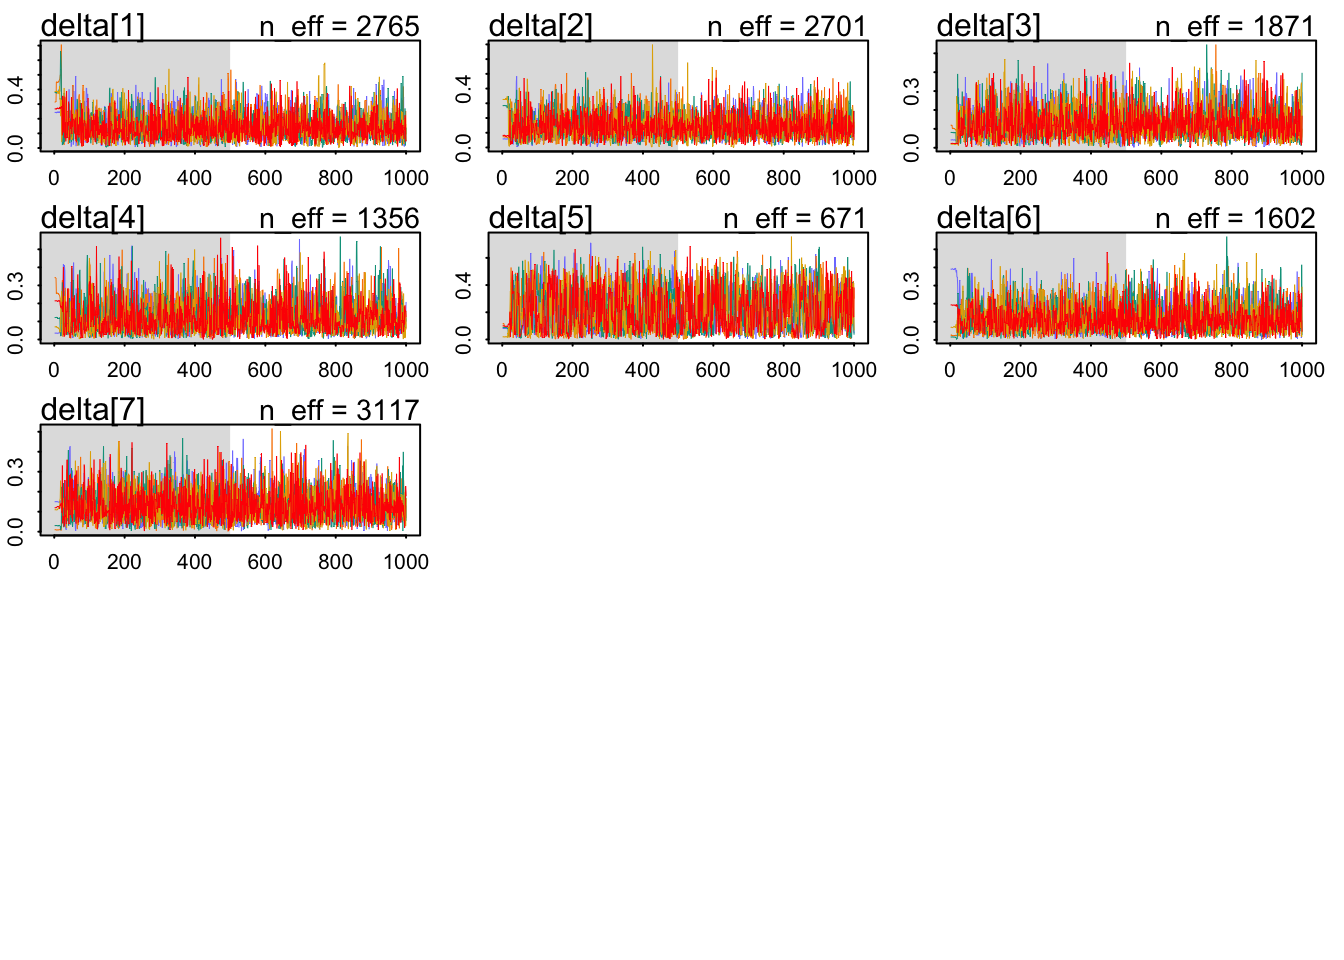 delta[1] n_eff = 2765 delta[2] n_eff = 2701 delta[3] n_eff = 1871
0.0 0.4 0.0 0.4 0.0 0.3
0 200 400 600 800 1000 0 200 400 600 800 1000 0 200 400 600 800 1000
delta[4] n_eff = 1356 delta[5] n_eff = 671 delta[6] n_eff = 1602
0.0 0.3 0.0 0.4 0.0 0.3
0 200 400 600 800 1000 0 200 400 600 800 1000 0 200 400 600 800 1000
delta[7] n_eff = 3117
0.0 0.3
0 200 400 600 800 1000